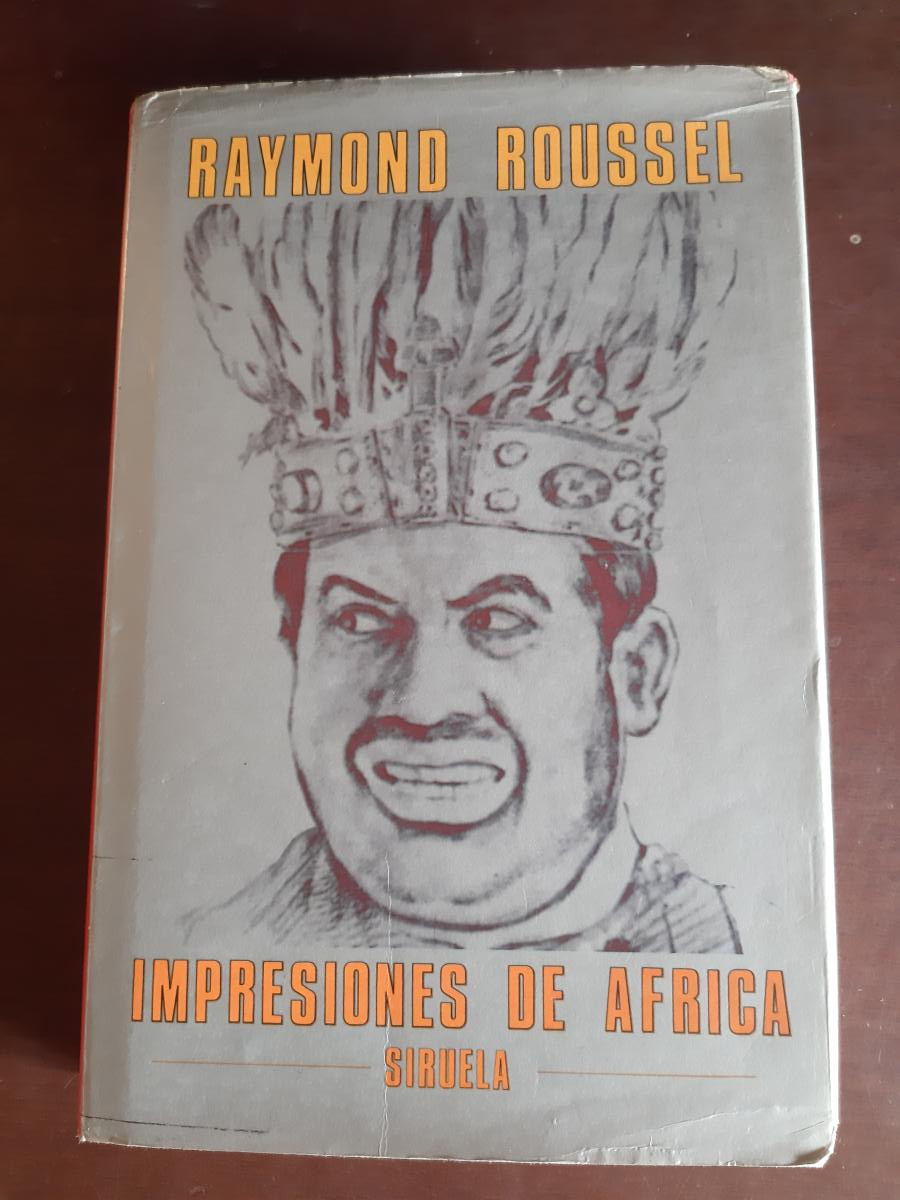 RAYMOND ROUSSEL
IMPRESIONES DE AFRICA
SIRUELA